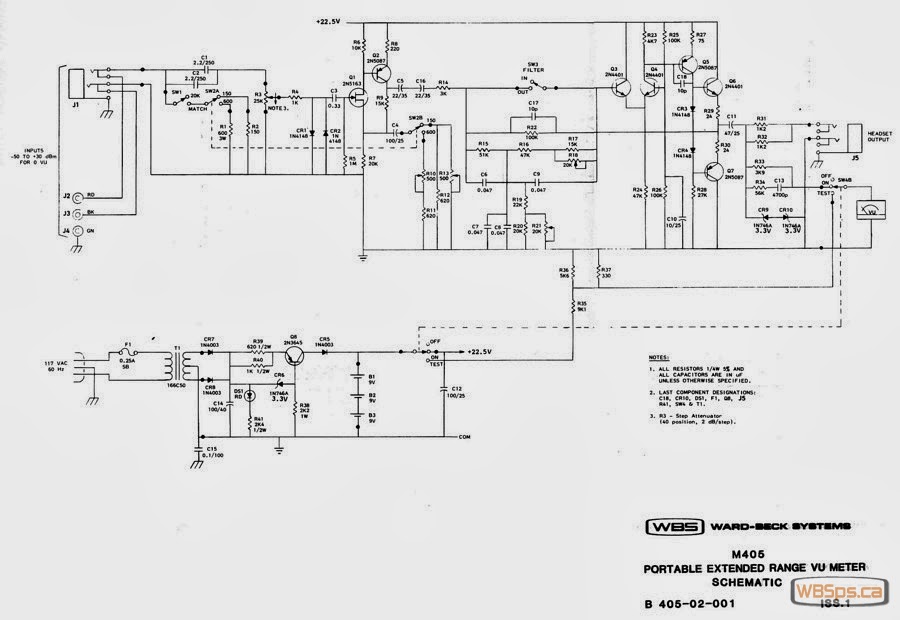 +22.5V
R6
10K
R8
220
Q2
2N5087
R23
4K7
R25
100K
R27
75
Q5
2N5087
C1
2.2/250
C2
2.2/250
SW1
20K
SW2A
150
600
MATCH
R1
600
3W
R2
150
R3
25K
NOTE 3.
R4
1K
C3
0.33
Q1
2N5163
CR1
1N4148
CR2
1N
4148
R5
1M
R7
20K
R9
15K
C5
22/35
C16
22/35
R14
3K
C4
100/25
SW2B
150
600
R10
500
R13
500
R12
620
R11
620
SW3
FILTER
IN
OUT
C17
10p
R22
100K
R15
51K
R16
47K
R17
15K
R18
20K
C6
0.047
C9
0.047
R19
22K
C7
0.047
C8
0.047
R20
20K
R21
20K
Q3
2N4401
Q4
2N4401
C18
10p
Q6
2N4401
CR3
1N4148
R29
24
CR4
1N4148
R30
24
Q7
2N5087
R24
47K
R26
100K
R28
27K
C10
10/25
C11
47/25
R31
1K2
R32
1K2
R33
3K9
R34
56K
C13
4700p
CR9
1N746A
3.3V
CR10
1N746A
3.3V
OFF
ON
TEST
SW4B
VU
J5
HEADSET
OUTPUT
J1
INPUTS
-50 TO +30 dBm
FOR 0 VU
J2
RD
J3
BK
J4
GN
R36
5K6
R37
330
R35
9K1
117 VAC
60 Hz
F1
0.25A
SB
T1
166C50
CR7
1N4003
CR8
1N4003
R39
620 1/2W
R40
1K 1/2W
Q8
2N3645
CR5
1N4003
CR6
1N746A
3.3V
C14
100/40
DS1
RD
R41
2K4
1/2W
R38
2K2
1W
B1
9V
B2
9V
B3
9V
C15
0.1/100
OFF
ON
TEST
+22.5V
C12
100/25
COM
NOTES:
1. ALL RESISTORS 1/4W 5% AND
ALL CAPACITORS ARE IN uF
UNLESS OTHERWISE SPECIFIED.
2. LAST COMPONENT DESIGNATIONS:
C18, CR10, DS1, F1, Q8, J5
R41, SW4 & T1.
3. R3 - Step Attenuator
(40 position, 2 dB/step).
WBS WARD-BECK SYSTEMS
M405
PORTABLE EXTENDED RANGE VU METER
SCHEMATIC
B 405-02-001
ISS.1
WBSps.ca